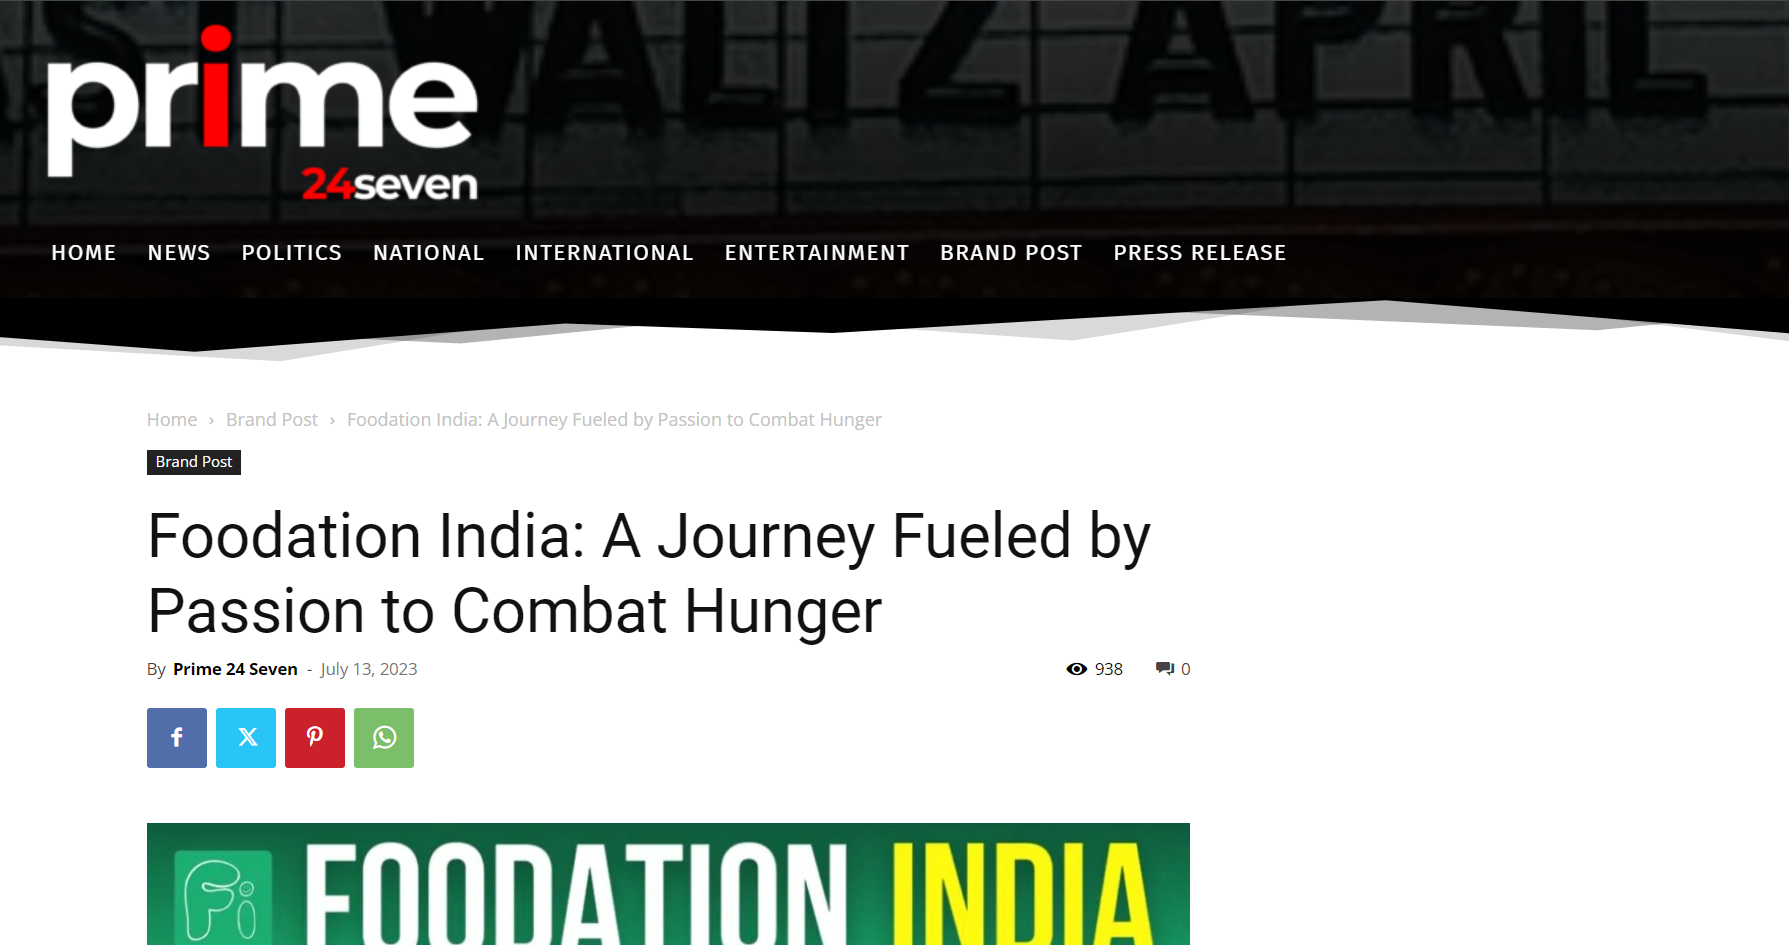 S! WALTZ APRIL
prime
24seven
HOME NEWS POLITICS NATIONAL INTERNATIONAL ENTERTAINMENT BRAND POST PRESS RELEASE
Home › Brand Post › Foodation India: A Journey Fueled by Passion to Combat Hunger
Brand Post
Foodation India: A Journey Fueled by
Passion to Combat Hunger
By Prime 24 Seven - July 13, 2023 938 0
Fi FOODATION INDIA